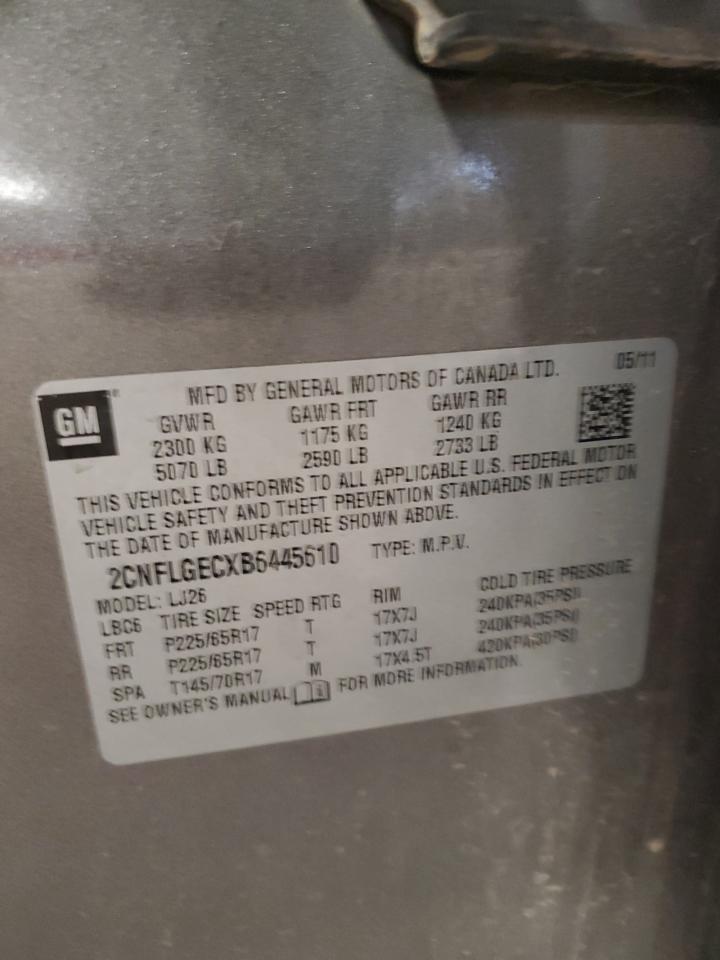 GM
MFD BY GENERAL MOTORS OF CANADA LTD. 05/11
GVWR GAWR FRT GAWR RR
2300 KG 1175 KG 1240 KG
5070 LB 2590 LB 2733 LB
THIS VEHICLE CONFORMS TO ALL APPLICABLE U.S. FEDERAL MOTOR
VEHICLE SAFETY AND THEFT PREVENTION STANDARDS IN EFFECT ON
THE DATE OF MANUFACTURE SHOWN ABOVE.
2CNFLGECXB6445610 TYPE: M.P.V.
MODEL: LJ26
LBC6 TIRE SIZE SPEED RTG RIM COLD TIRE PRESSURE
FRT P225/65R17 T 17X7J 240KPA(35PSI)
RR P225/65R17 T 17X7J 240KPA(35PSI)
SPA T145/70R17 M 17X4.5T 420KPA(
SEE OWNER'S MANUAL FOR MORE INFORMATION.